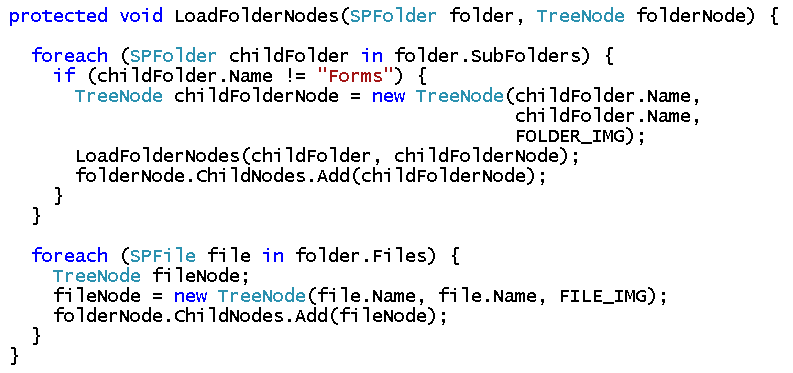 protected void LoadFolderNodes(SPFolder folder, TreeNode folderNode) {
foreach (SPFolder childFolder in folder.SubFolders) {
if (childFolder.Name != "Forms") {
TreeNode childFolderNode = new TreeNode(childFolder.Name,
childFolder.Name,
FOLDER_IMG);
LoadFolderNodes(childFolder, childFolderNode);
folderNode.ChildNodes.Add(childFolderNode);
}
}
foreach (SPFile file in folder.Files) {
TreeNode fileNode;
fileNode = new TreeNode(file.Name, file.Name, FILE_IMG);
folderNode.ChildNodes.Add(fileNode);
}
}